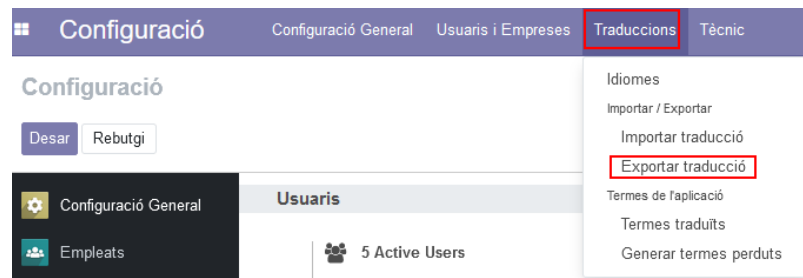 Configuració Configuració General Usuaris i Empreses Traduccions Tècnic
Configuració
Desar Rebutgi
Idiomes
Importar / Exportar
Importar traducció
Exportar traducció
Termes de l'aplicació
Termes traduïts
Generar termes perduts
Configuració General
Empleats
Usuaris
5 Active Users